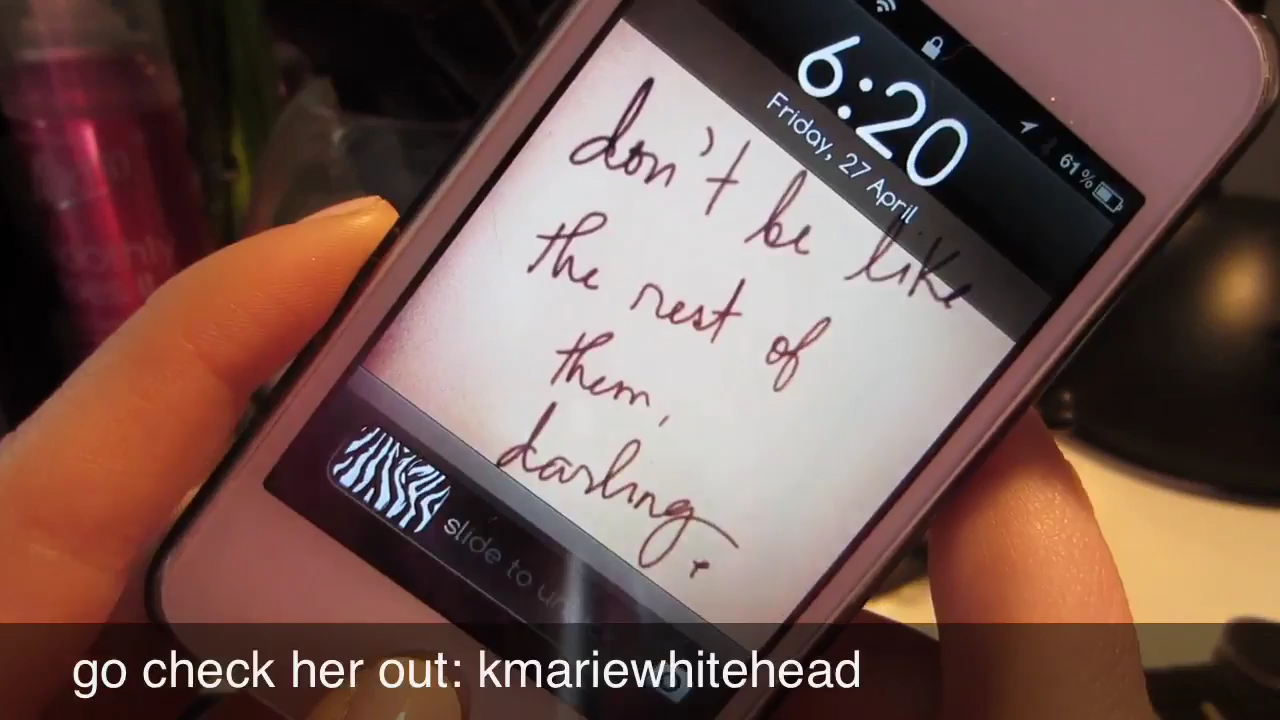 6:20
61%
Friday, 27 April
don't be like
the rest of
them,
darling.
slide to un
go check her out: kmariewhitehead